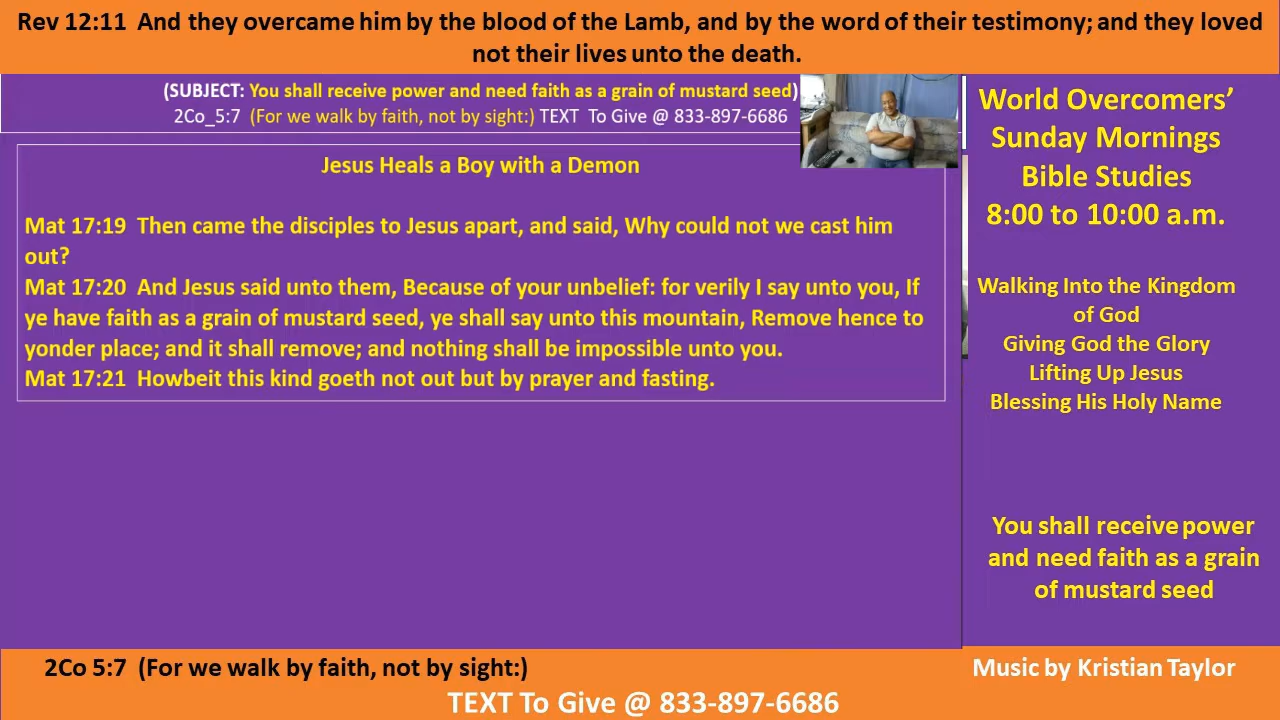 Rev 12:11 And they overcame him by the blood of the Lamb, and by the word of their testimony; and they loved
not their lives unto the death.
(SUBJECT: You shall receive power and need faith as a grain of mustard seed)
2Co_5:7 (For we walk by faith, not by sight:) TEXT To Give @ 833-897-6686
Jesus Heals a Boy with a Demon
Mat 17:19 Then came the disciples to Jesus apart, and said, Why could not we cast him
out?
Mat 17:20 And Jesus said unto them, Because of your unbelief: for verily I say unto you, If
ye have faith as a grain of mustard seed, ye shall say unto this mountain, Remove hence to
yonder place; and it shall remove; and nothing shall be impossible unto you.
Mat 17:21 Howbeit this kind goeth not out but by prayer and fasting.
World Overcomers’
Sunday Mornings
Bible Studies
8:00 to 10:00 a.m.
Walking Into the Kingdom
of God
Giving God the Glory
Lifting Up Jesus
Blessing His Holy Name
You shall receive power
and need faith as a grain
of mustard seed
2Co 5:7 (For we walk by faith, not by sight:)
Music by Kristian Taylor
TEXT To Give @ 833-897-6686